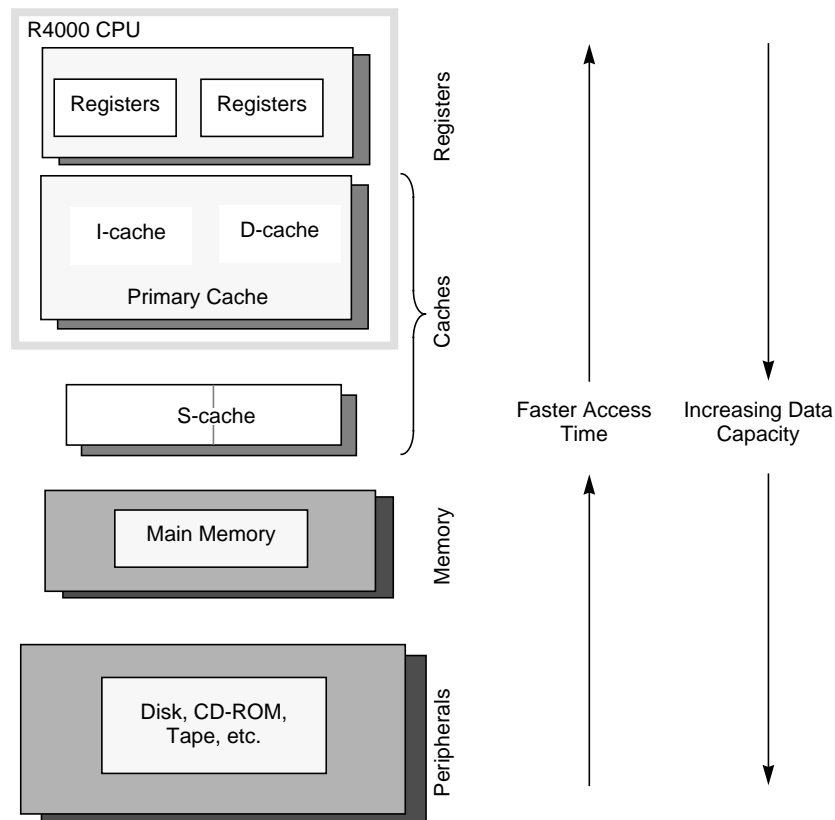 R4000 CPU
Registers
Registers
Registers
I-cache
D-cache
Primary Cache
Caches
S-cache
Faster Access
Time
Increasing Data
Capacity
Main Memory
Memory
Disk, CD-ROM,
Tape, etc.
Peripherals